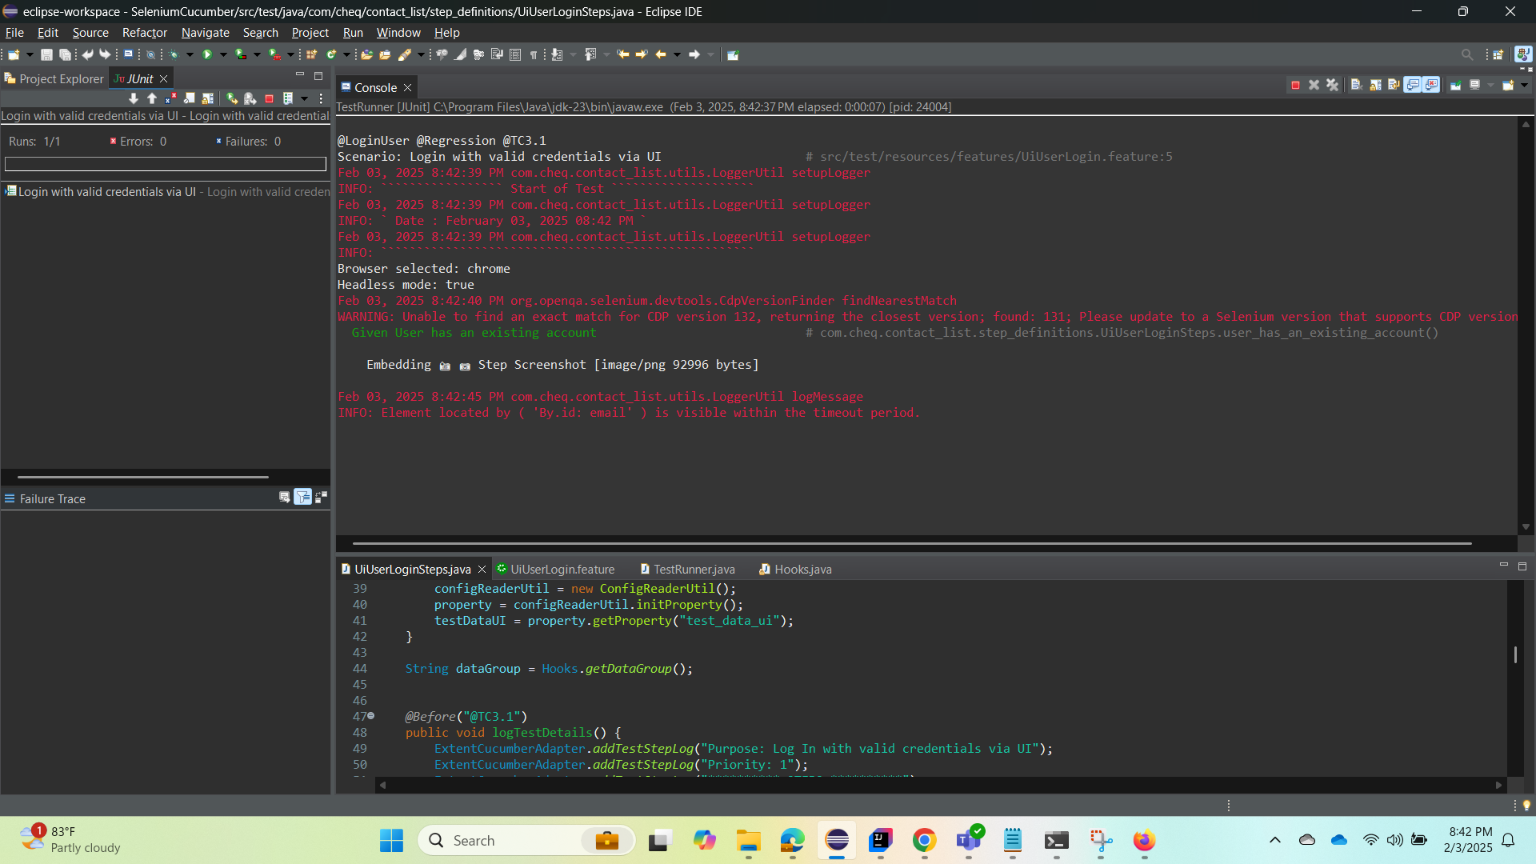 eclipse-workspace - SeleniumCucumber/src/test/java/com/cheq/contact_list/step_definitions/UiUserLoginSteps.java - Eclipse IDE
File Edit Source Refactor Navigate Search Project Run Window Help
Project Explorer
JUnit
Console
TestRunner [JUnit] C:\Program Files\Java\jdk-23\bin\javaw.exe (Feb 3, 2025, 8:42:37 PM elapsed: 0:00:07) [pid: 24004]
Login with valid credentials via UI - Login with valid credential
Runs: 1/1 Errors: 0 Failures: 0
Login with valid credentials via UI - Login with valid creden
Failure Trace
@LoginUser @Regression @TC3.1
Scenario: Login with valid credentials via UI # src/test/resources/features/UiUserLogin.feature:5
Feb 03, 2025 8:42:39 PM com.cheq.contact_list.utils.LoggerUtil setupLogger
INFO: ````````````````` Start of Test ````````````````````
Feb 03, 2025 8:42:39 PM com.cheq.contact_list.utils.LoggerUtil setupLogger
INFO: ` Date : February 03, 2025 08:42 PM `
Feb 03, 2025 8:42:39 PM com.cheq.contact_list.utils.LoggerUtil setupLogger
INFO: ````````````````````````````````````````````````````
Browser selected: chrome
Headless mode: true
Feb 03, 2025 8:42:40 PM org.openqa.selenium.devtools.CdpVersionFinder findNearestMatch
WARNING: Unable to find an exact match for CDP version 132, returning the closest version; found: 131; Please update to a Selenium version that supports CDP version
Given User has an existing account # com.cheq.contact_list.step_definitions.UiUserLoginSteps.user_has_an_existing_account()
Embedding 📷 📷 Step Screenshot [image/png 92996 bytes]
Feb 03, 2025 8:42:45 PM com.cheq.contact_list.utils.LoggerUtil logMessage
INFO: Element located by ( 'By.id: email' ) is visible within the timeout period.
UiUserLoginSteps.java UiUserLogin.feature TestRunner.java Hooks.java
39 configReaderUtil = new ConfigReaderUtil();
40 property = configReaderUtil.initProperty();
41 testDataUI = property.getProperty("test_data_ui");
42 }
43
44 String dataGroup = Hooks.getDataGroup();
45
46
47 @Before("@TC3.1")
48 public void logTestDetails() {
49 ExtentCucumberAdapter.addTestStepLog("Purpose: Log In with valid credentials via UI");
50 ExtentCucumberAdapter.addTestStepLog("Priority: 1");
1
83°F
Partly cloudy
Search
8:42 PM
2/3/2025